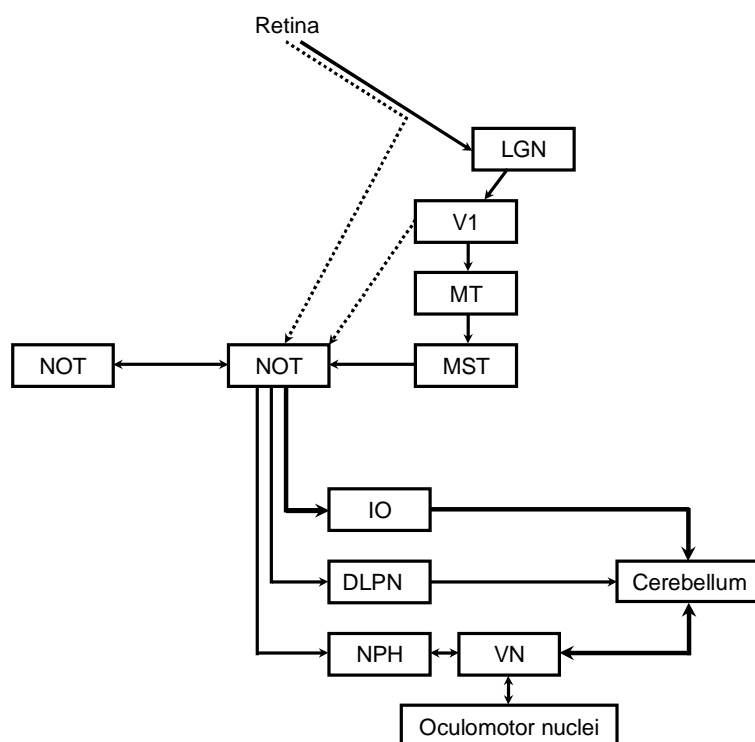 Retina
LGN
V1
MT
NOT
NOT
MST
IO
DLPN
Cerebellum
NPH
VN
Oculomotor nuclei